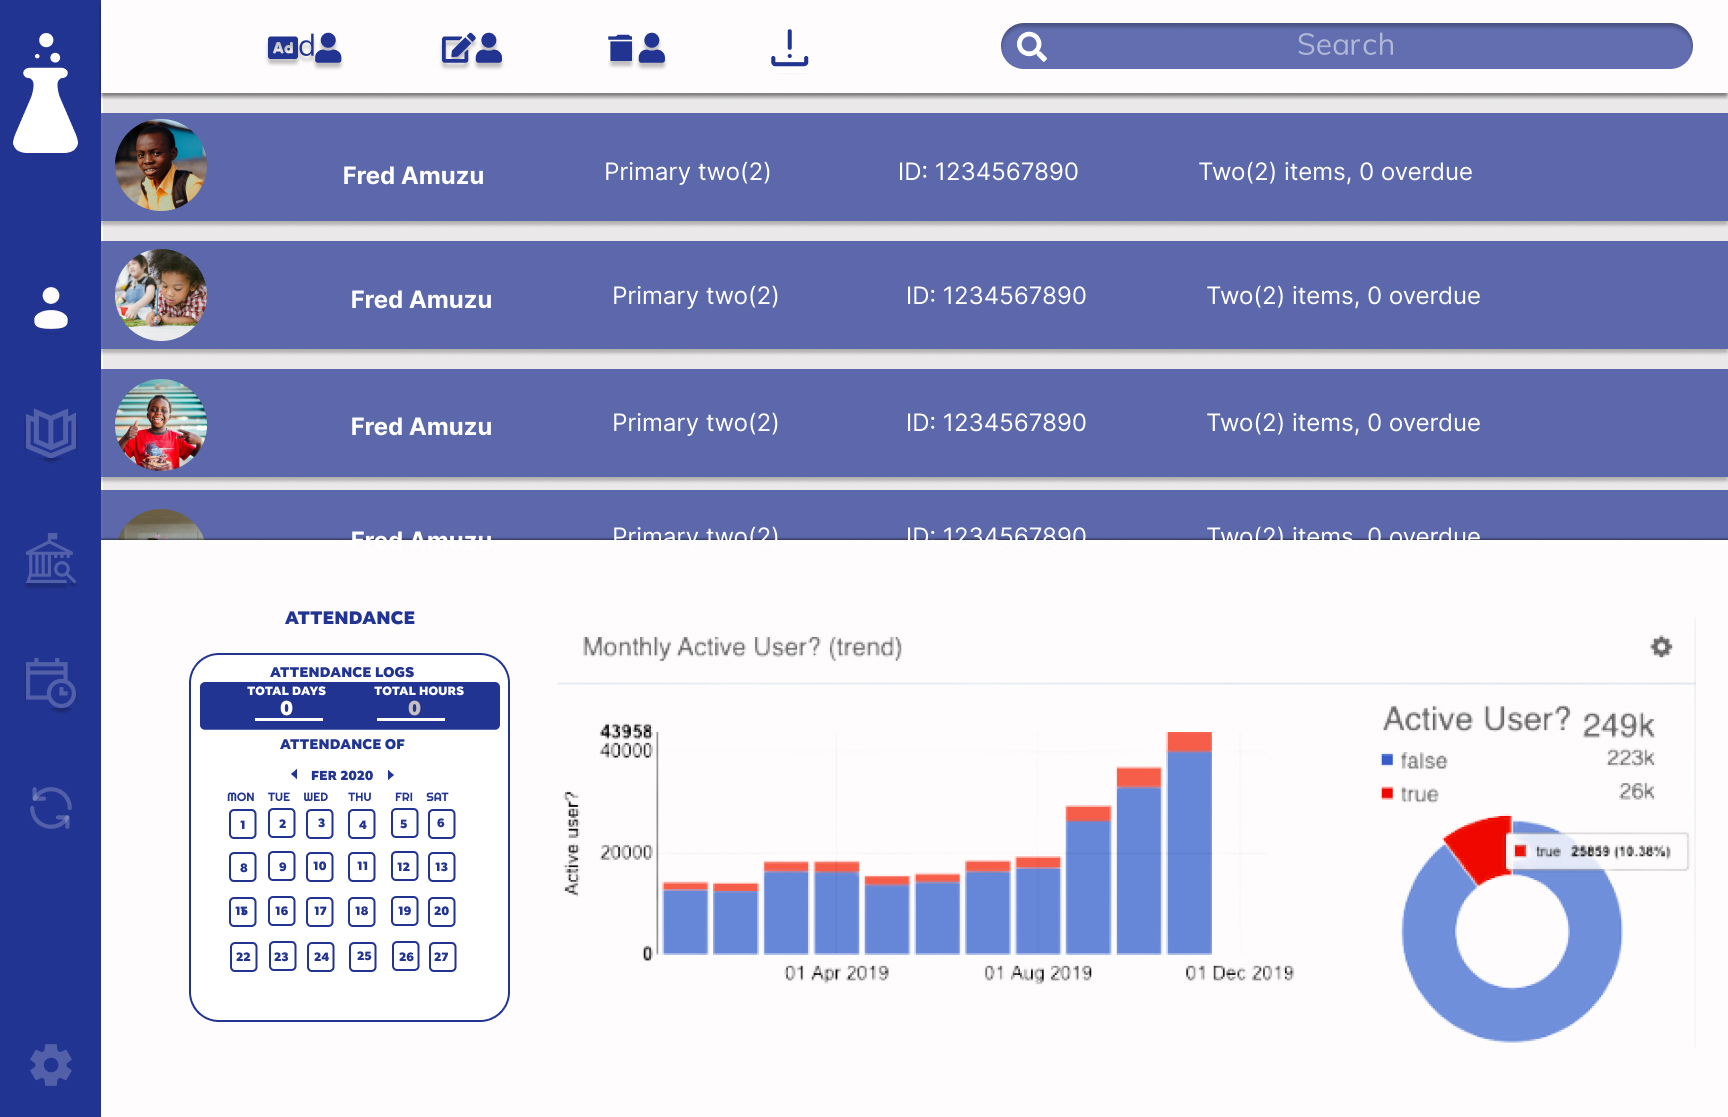 Ad d
Search
Fred Amuzu Primary two(2) ID: 1234567890 Two(2) items, 0 overdue
Fred Amuzu Primary two(2) ID: 1234567890 Two(2) items, 0 overdue
Fred Amuzu Primary two(2) ID: 1234567890 Two(2) items, 0 overdue
Fred Amuzu Primary two(2) ID: 1234567890 Two(2) items, 0 overdue
ATTENDANCE
ATTENDANCE LOGS
TOTAL DAYS TOTAL HOURS
0 0
ATTENDANCE OF
FER 2020
MON TUE WED THU FRI SAT
1 2 3 4 5 6
8 9 10 11 12 13
15 16 17 18 19 20
22 23 24 25 26 27
Monthly Active User? (trend)
43958
40000
20000
0
Active user?
01 Apr 2019 01 Aug 2019 01 Dec 2019
Active User? 249k
false 223k
true 26k
true 25859 (10.38%)